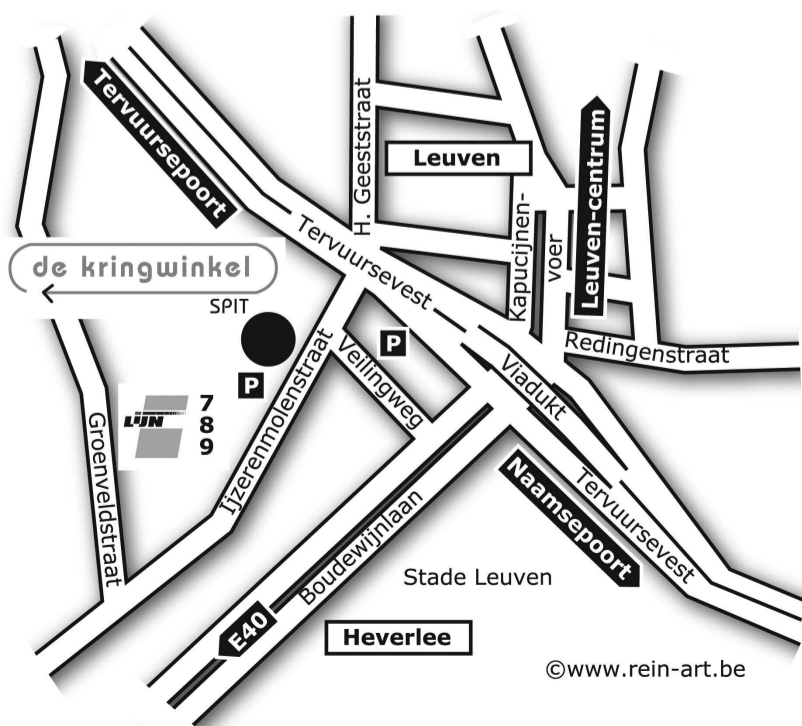 Tervuursepoort
H. Geeststraat
Leuven
Leuven-centrum
Kapucijnen-
voer
Tervuursevest
de kringwinkel
SPIT
P
P
Veilingweg
Viadukt
Redingenstraat
Ijzerenmolenstraat
DE
LIJN
7
8
9
Groenveldstraat
Boudewijnlaan
Naamsepoort
Tervuursevest
Stade Leuven
E40
Heverlee
©www.rein-art.be